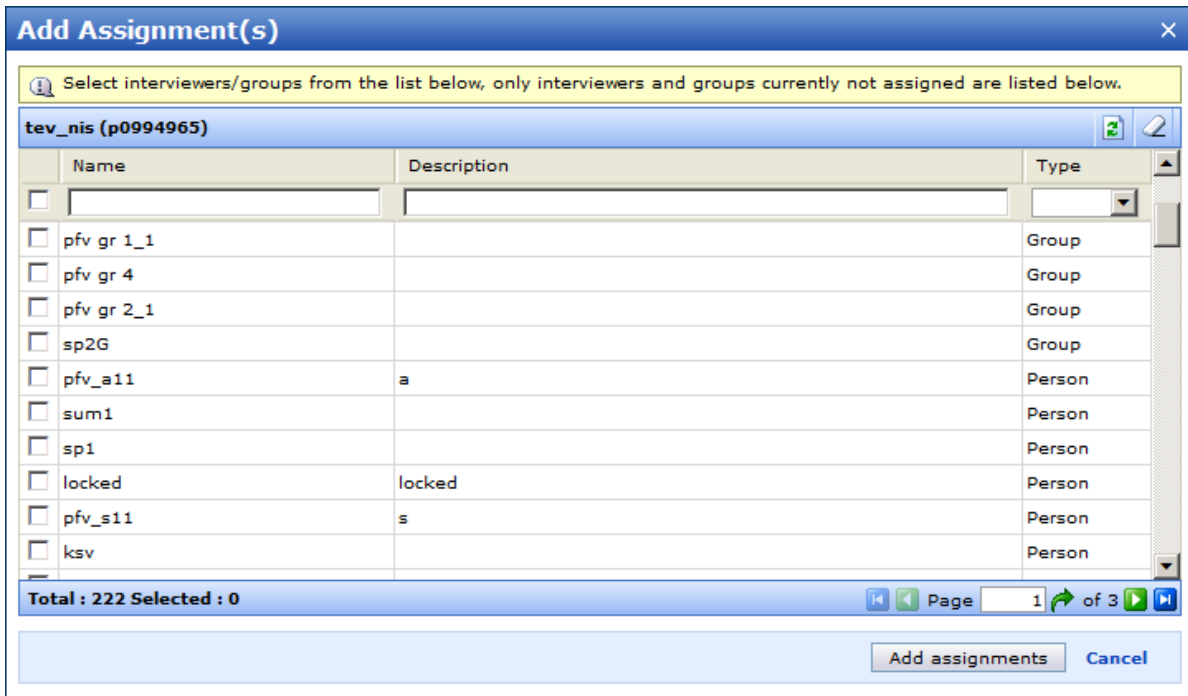 Add Assignment(s)
Select interviewers/groups from the list below, only interviewers and groups currently not assigned are listed below.
tev_nis (p0994965)
Name Description Type
pfv gr 1_1 Group
pfv gr 4 Group
pfv gr 2_1 Group
sp2G Group
pfv_a11 a Person
sum1 Person
sp1 Person
locked locked Person
pfv_s11 s Person
ksv Person
Total : 222 Selected : 0 Page 1 of 3
Add assignments Cancel